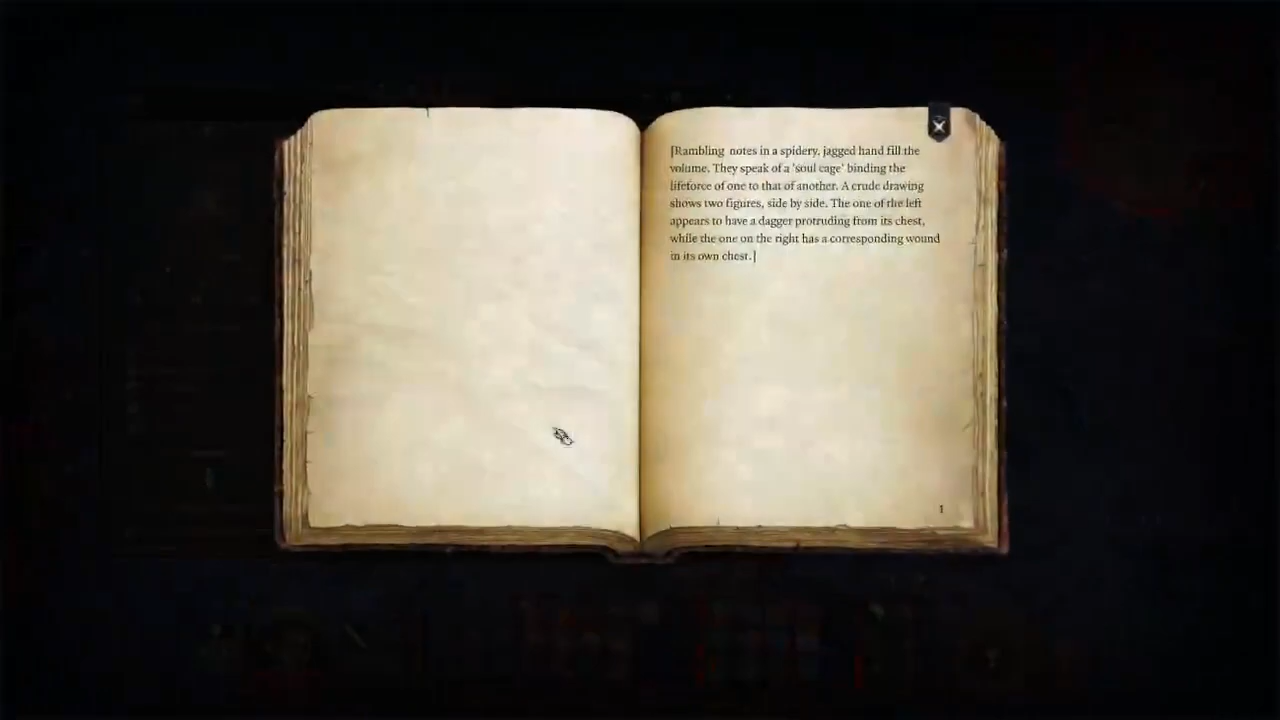 [Rambling notes in a spidery, jagged hand fill the
volume. They speak of a 'soul cage' binding the
lifeforce of one to that of another. A crude drawing
shows two figures, side by side. The one of the left
appears to have a dagger protruding from its chest,
while the one on the right has a corresponding wound
in its own chest.]
1